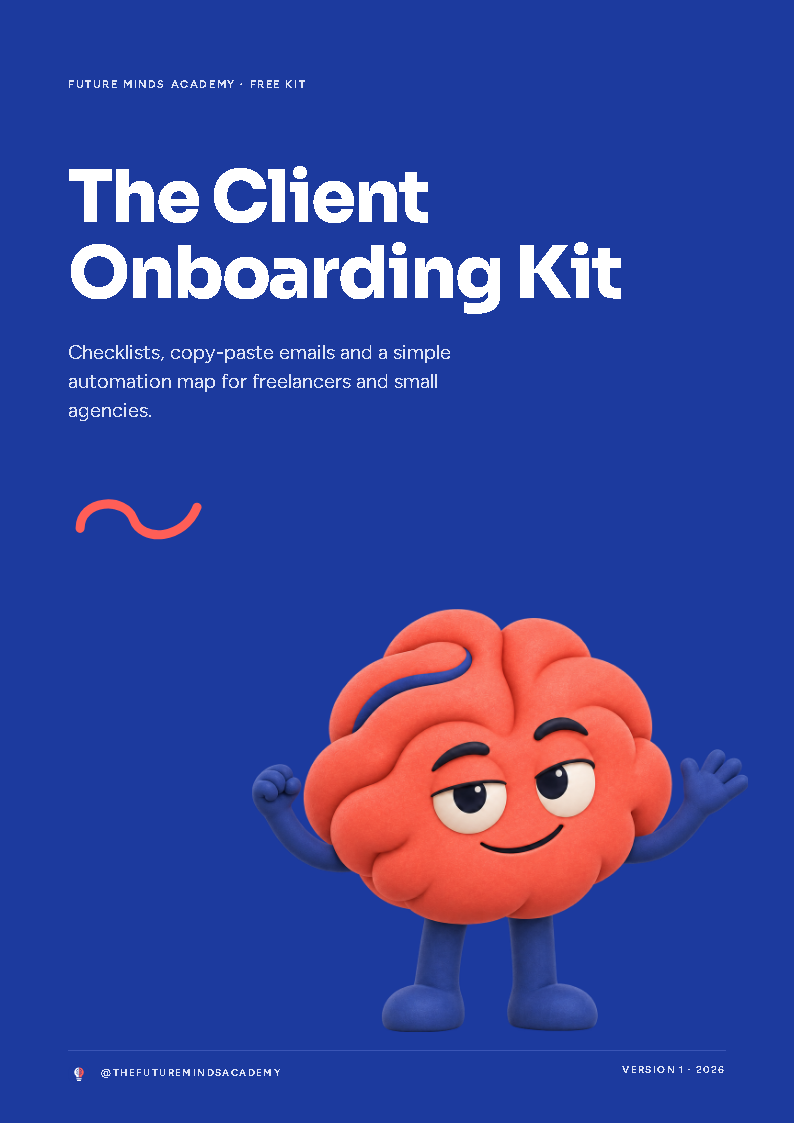 FUTURE MINDS ACADEMY · FREE KIT
The Client
Onboarding Kit
Checklists, copy-paste emails and a simple
automation map for freelancers and small
agencies.
@THEFUTUREMINDSACADEMY
VERSION 1 · 2026